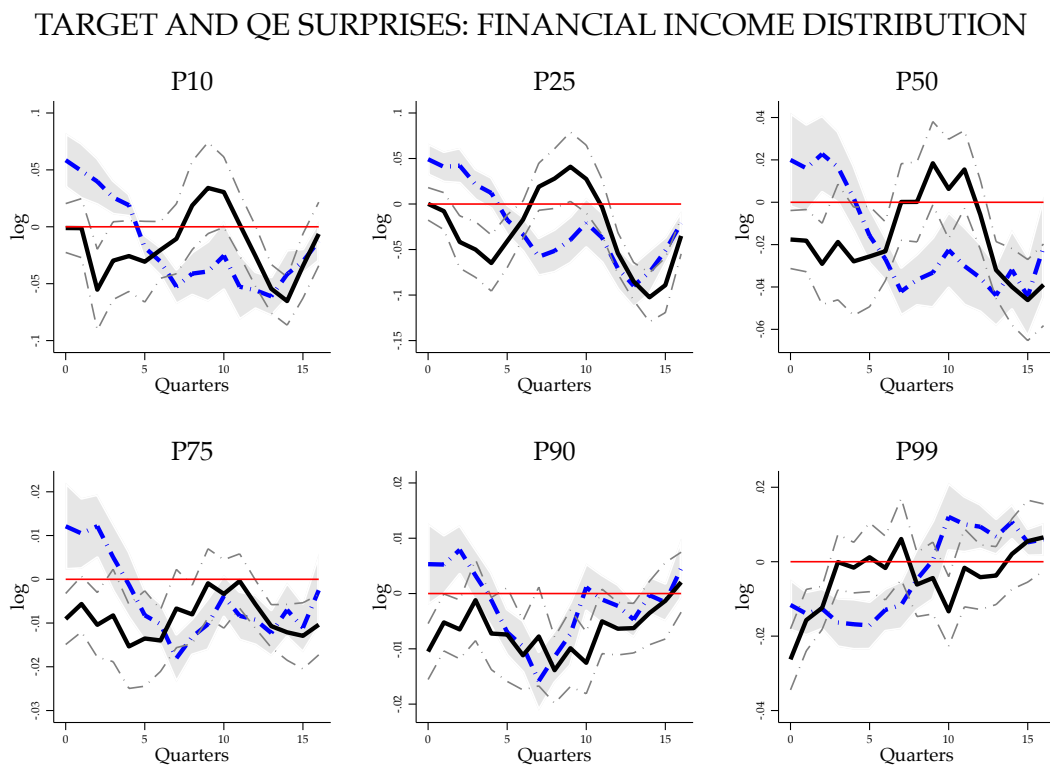 TARGET AND QE SURPRISES: FINANCIAL INCOME DISTRIBUTION
P10
.1
.05
0
-.05
-.1
log
0 5 10 15
Quarters
P25
.1
.05
0
-.05
-.1
-.15
log
0 5 10 15
Quarters
P50
.04
.02
0
-.02
-.04
-.06
log
0 5 10 15
Quarters
P75
.02
.01
0
-.01
-.02
-.03
log
0 5 10 15
Quarters
P90
.02
.01
0
-.01
-.02
log
0 5 10 15
Quarters
P99
.02
0
-.02
-.04
log
0 5 10 15
Quarters